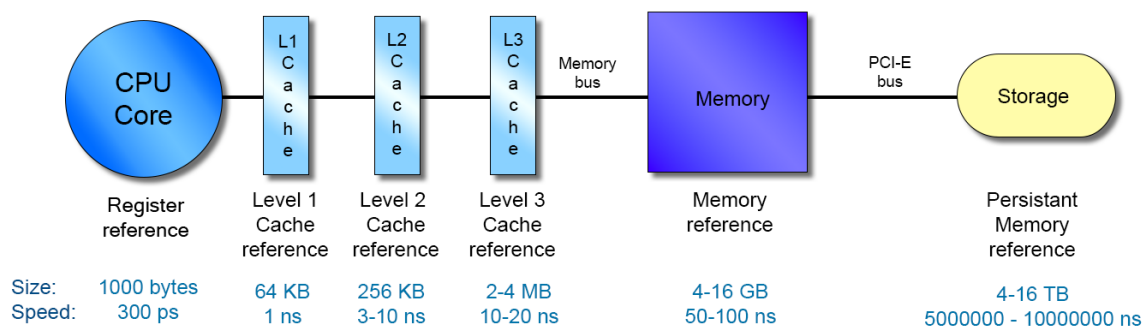 CPU
Core
L1
C
a
c
h
e
L2
C
a
c
h
e
L3
C
a
c
h
e
Memory
bus
Memory
PCI-E
bus
Storage
Register
reference
Level 1
Cache
reference
Level 2
Cache
reference
Level 3
Cache
reference
Memory
reference
Persistant
Memory
reference
Size: 1000 bytes 64 KB 256 KB 2-4 MB 4-16 GB 4-16 TB
Speed: 300 ps 1 ns 3-10 ns 10-20 ns 50-100 ns 5000000 - 10000000 ns